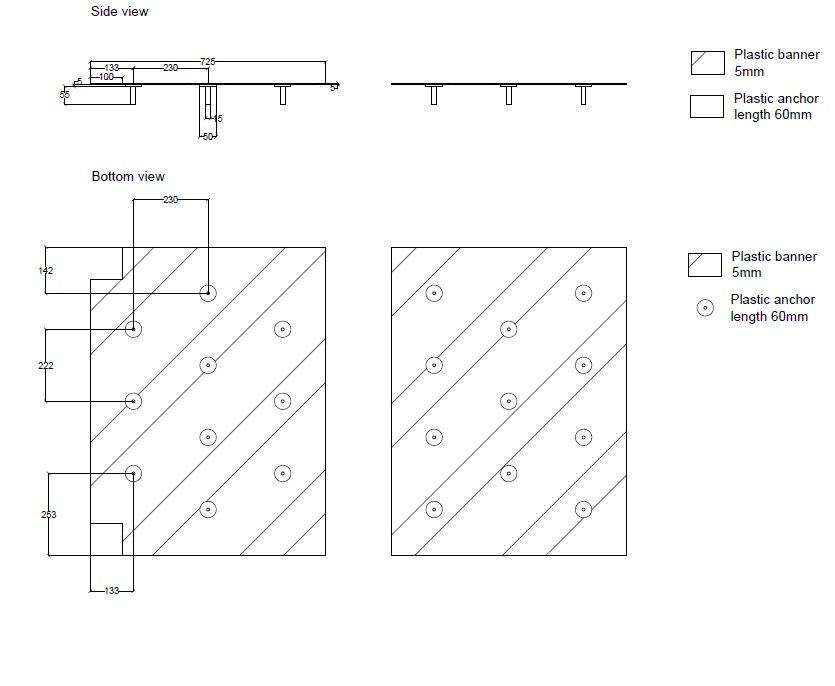 Side view
725
133
230
100
5
55
5
15
50
Plastic banner
5mm
Plastic anchor
length 60mm
Bottom view
230
142
222
253
133
Plastic banner
5mm
Plastic anchor
length 60mm